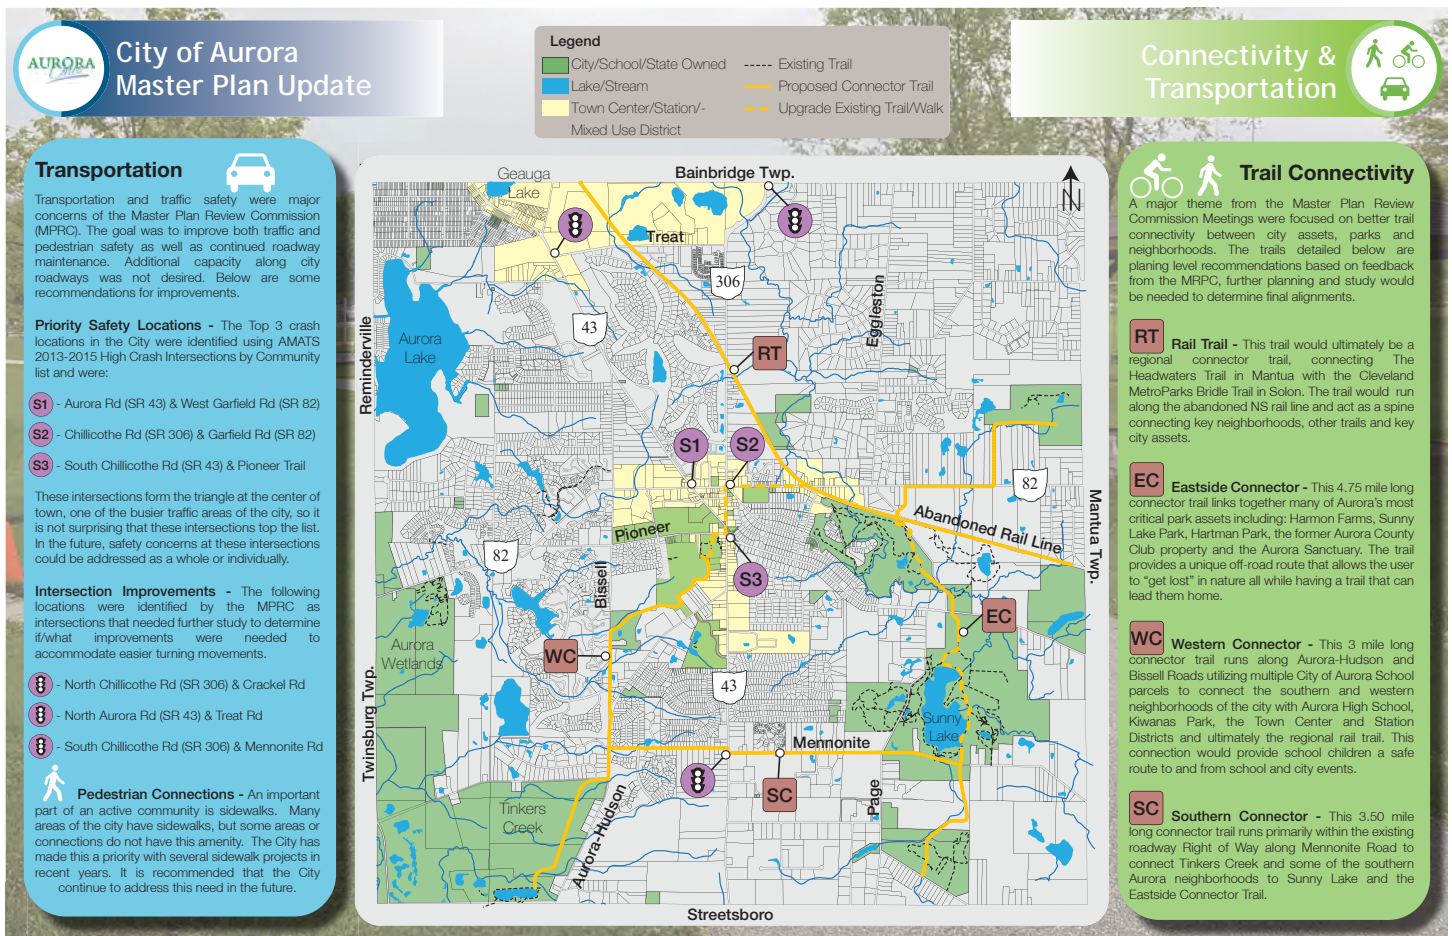 AURORA
Ohio
City of Aurora
Master Plan Update
Legend
City/School/State Owned
Lake/Stream
Town Center/Station/-
Mixed Use District
Existing Trail
Proposed Connector Trail
Upgrade Existing Trail/Walk
Connectivity &
Transportation
Transportation
Transportation and traffic safety were major
concerns of the Master Plan Review Commission
(MPRC). The goal was to improve both traffic and
pedestrian safety as well as continued roadway
maintenance. Additional capacity along city
roadways was not desired. Below are some
recommendations for improvements.
Priority Safety Locations - The Top 3 crash
locations in the City were identified using AMATS
2013-2015 High Crash Intersections by Community
list and were:
S1 - Aurora Rd (SR 43) & West Garfield Rd (SR 82)
S2 - Chillicothe Rd (SR 306) & Garfield Rd (SR 82)
S3 - South Chillicothe Rd (SR 43) & Pioneer Trail
These intersections form the triangle at the center of
town, one of the busier traffic areas of the city, so it
is not surprising that these intersections top the list.
In the future, safety concerns at these intersections
could be addressed as a whole or individually.
Intersection Improvements - The following
locations were identified by the MPRC as
intersections that needed further study to determine
if/what improvements were needed to
accommodate easier turning movements.
- North Chillicothe Rd (SR 306) & Crackel Rd
- North Aurora Rd (SR 43) & Treat Rd
- South Chillicothe Rd (SR 306) & Mennonite Rd
Pedestrian Connections - An important
part of an active community is sidewalks. Many
areas of the city have sidewalks, but some areas or
connections do not have this amenity. The City has
made this a priority with several sidewalk projects in
recent years. It is recommended that the City
continue to address this need in the future.
Geauga
Lake
Bainbridge Twp.
N
Treat
306
43
Eggleston
Aurora
Lake
Reminderville
RT
S1
S2
82
Pioneer
Abandoned Rail Line
Mantua Twp.
82
Bissell
S3
EC
Aurora
Wetlands
WC
43
Sunny
Lake
Twinsburg Twp.
Mennonite
SC
Page
Tinkers
Creek
Aurora-Hudson
Streetsboro
Trail Connectivity
A major theme from the Master Plan Review
Commission Meetings were focused on better trail
connectivity between city assets, parks and
neighborhoods. The trails detailed below are
planing level recommendations based on feedback
from the MRPC, further planning and study would
be needed to determine final alignments.
RT Rail Trail - This trail would ultimately be a
regional connector trail, connecting The
Headwaters Trail in Mantua with the Cleveland
MetroParks Bridle Trail in Solon. The trail would run
along the abandoned NS rail line and act as a spine
connecting key neighborhoods, other trails and key
city assets.
EC Eastside Connector - This 4.75 mile long
connector trail links together many of Aurora's most
critical park assets including: Harmon Farms, Sunny
Lake Park, Hartman Park, the former Aurora County
Club property and the Aurora Sanctuary. The trail
provides a unique off-road route that allows the user
to “get lost” in nature all while having a trail that can
lead them home.
WC Western Connector - This 3 mile long
connector trail runs along Aurora-Hudson and
Bissell Roads utilizing multiple City of Aurora School
parcels to connect the southern and western
neighborhoods of the city with Aurora High School,
Kiwanas Park, the Town Center and Station
Districts and ultimately the regional rail trail. This
connection would provide school children a safe
route to and from school and city events.
SC Southern Connector - This 3.50 mile
long connector trail runs primarily within the existing
roadway Right of Way along Mennonite Road to
connect Tinkers Creek and some of the southern
Aurora neighborhoods to Sunny Lake and the
Eastside Connector Trail.